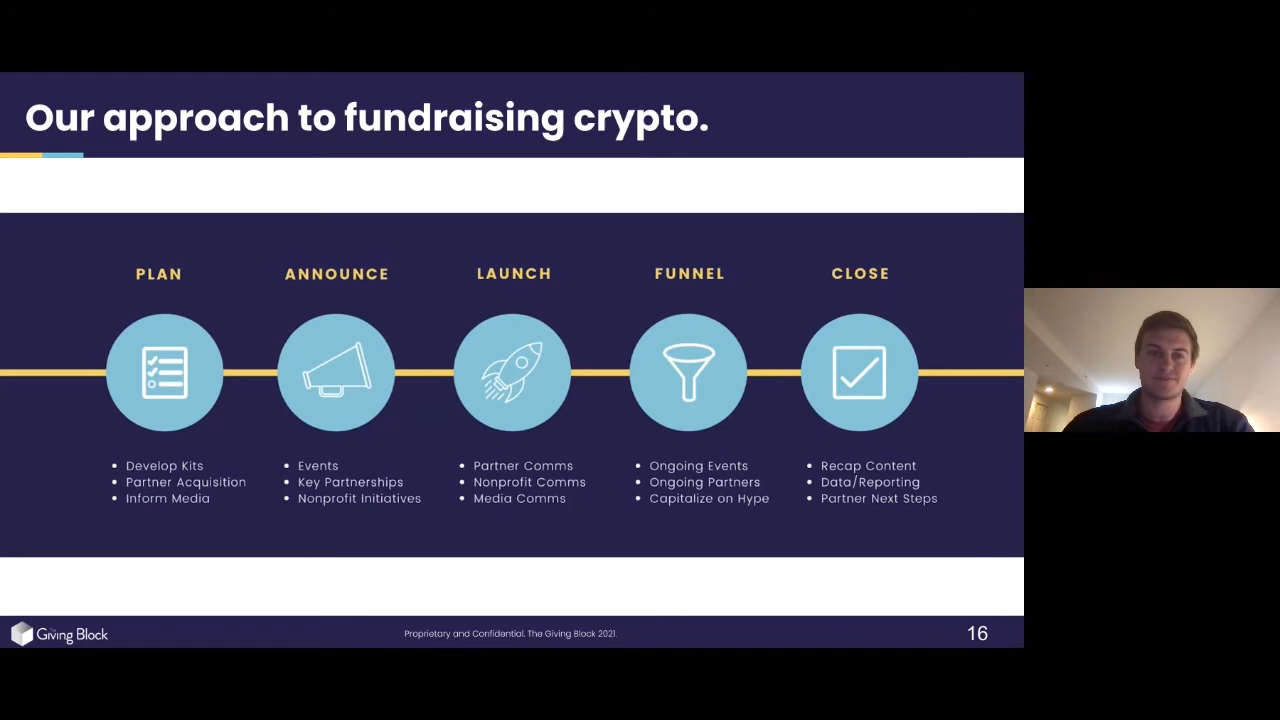 Our approach to fundraising crypto.
PLAN
ANNOUNCE
LAUNCH
FUNNEL
CLOSE
• Develop Kits
• Partner Acquisition
• Inform Media
• Events
• Key Partnerships
• Nonprofit Initiatives
• Partner Comms
• Nonprofit Comms
• Media Comms
• Ongoing Events
• Ongoing Partners
• Capitalize on Hype
• Recap Content
• Data/Reporting
• Partner Next Steps
The
Giving Block
Proprietary and Confidential. The Giving Block 2021.
16